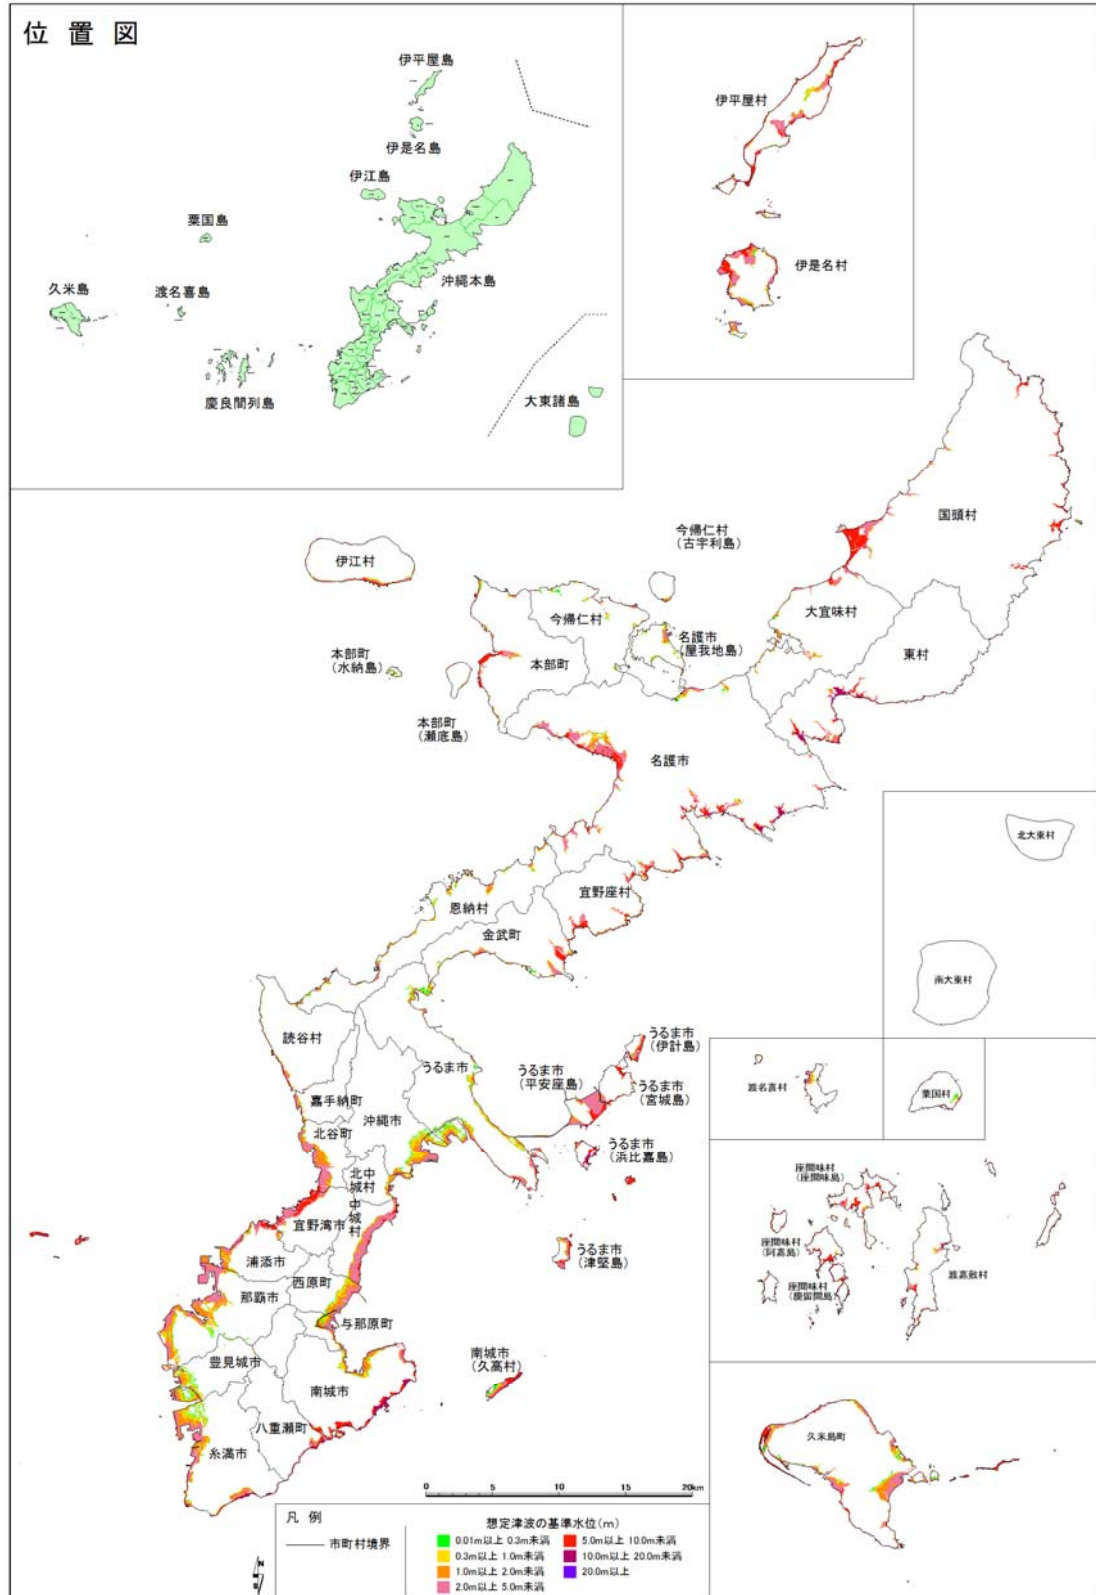 位置図
伊平屋島
伊是名島
伊江島
粟国島
久米島
渡名喜島
沖縄本島
慶良間列島
大東諸島
伊平屋村
伊是名村
国頭村
今帰仁村
(古宇利島)
伊江村
大宜味村
今帰仁村
名護市
(屋我地島)
東村
本部町
(水納島)
本部町
本部町
(瀬底島)
名護市
北大東村
宜野座村
恩納村
金武町
南大東村
読谷村
うるま市
うるま市
(伊計島)
うるま市
(平安座島)
うるま市
(宮城島)
渡名喜村
粟国村
嘉手納町
沖縄市
北谷町
うるま市
(浜比嘉島)
北中
城村
中城村
宜野湾市
座間味村
(座間味島)
うるま市
(津堅島)
浦添市
座間味村
(阿嘉島)
西原町
座間味村
(慶留間島)
渡嘉敷村
那覇市
与那原町
豊見城市
南城市
(久高村)
南城市
八重瀬町
糸満市
久米島町
0 5 10 15 20km
凡例
市町村境界
想定津波の基準水位(m)
0.01m以上 0.3m未満
0.3m以上 1.0m未満
1.0m以上 2.0m未満
2.0m以上 5.0m未満
5.0m以上 10.0m未満
10.0m以上 20.0m未満
20.0m以上